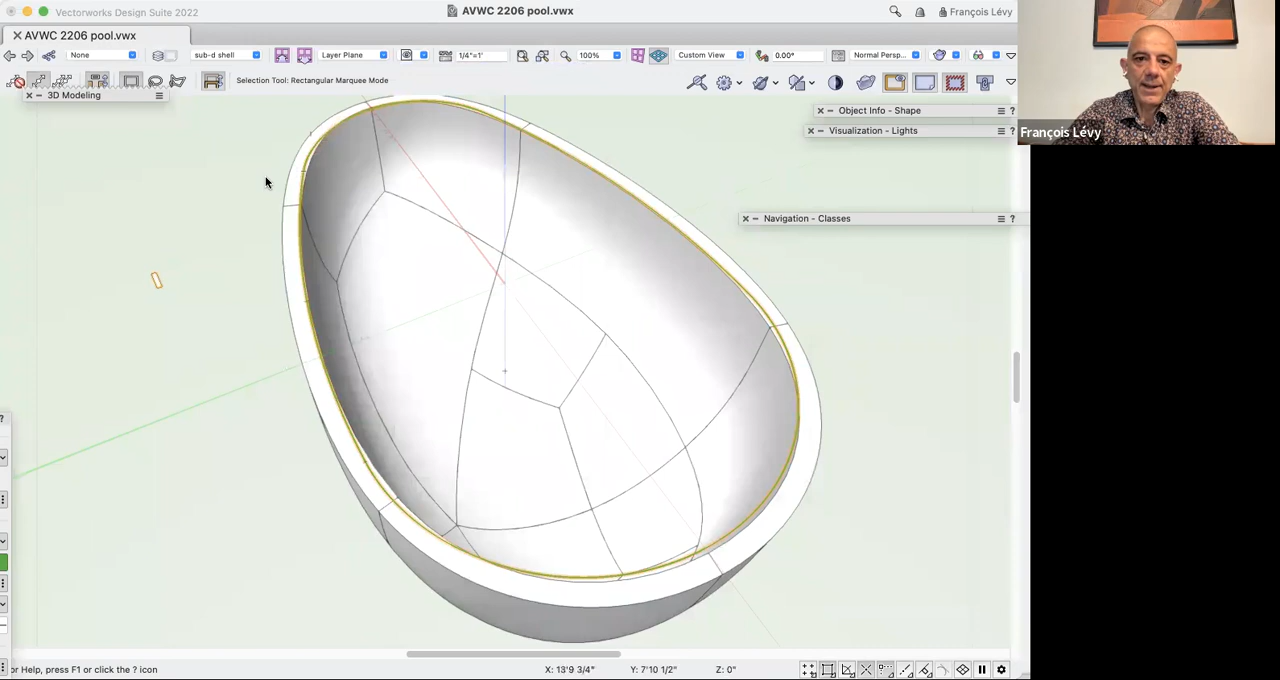 Vectorworks Design Suite 2022
AVWC 2206 pool.vwx
François Lévy
AVWC 2206 pool.vwx
None
sub-d shell
Layer Plane
1/4"=1'
100%
Custom View
0.00°
Normal Persp...
Selection Tool: Rectangular Marquee Mode
3D Modeling
Object Info - Shape
?
Visualization - Lights
?
Navigation - Classes
?
François Lévy
?
or Help, press F1 or click the ? icon
X: 13'9 3/4"
Y: 7'10 1/2"
Z: 0"